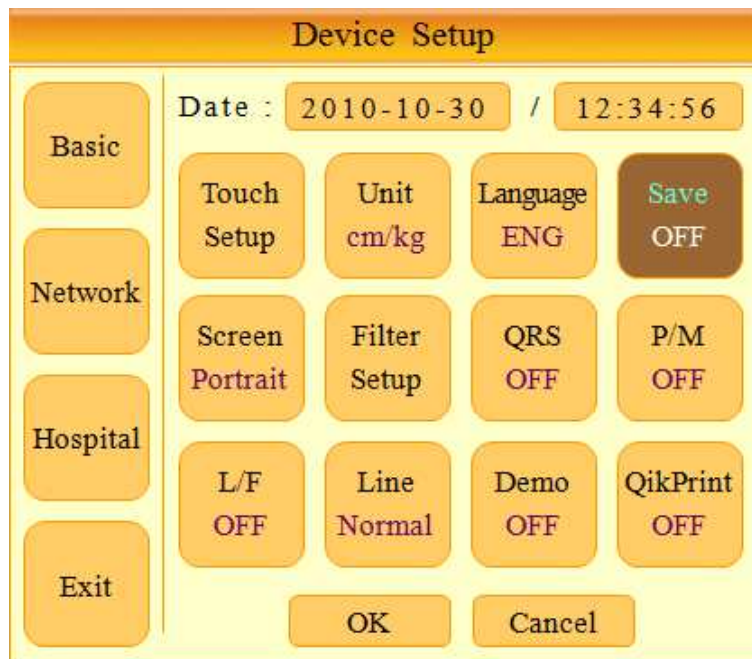 Device Setup
Date : 2010-10-30 / 12:34:56
Basic
Network
Hospital
Exit
Touch
Setup
Unit
cm/kg
Language
ENG
Save
OFF
Screen
Portrait
Filter
Setup
QRS
OFF
P/M
OFF
L/F
OFF
Line
Normal
Demo
OFF
QikPrint
OFF
OK
Cancel